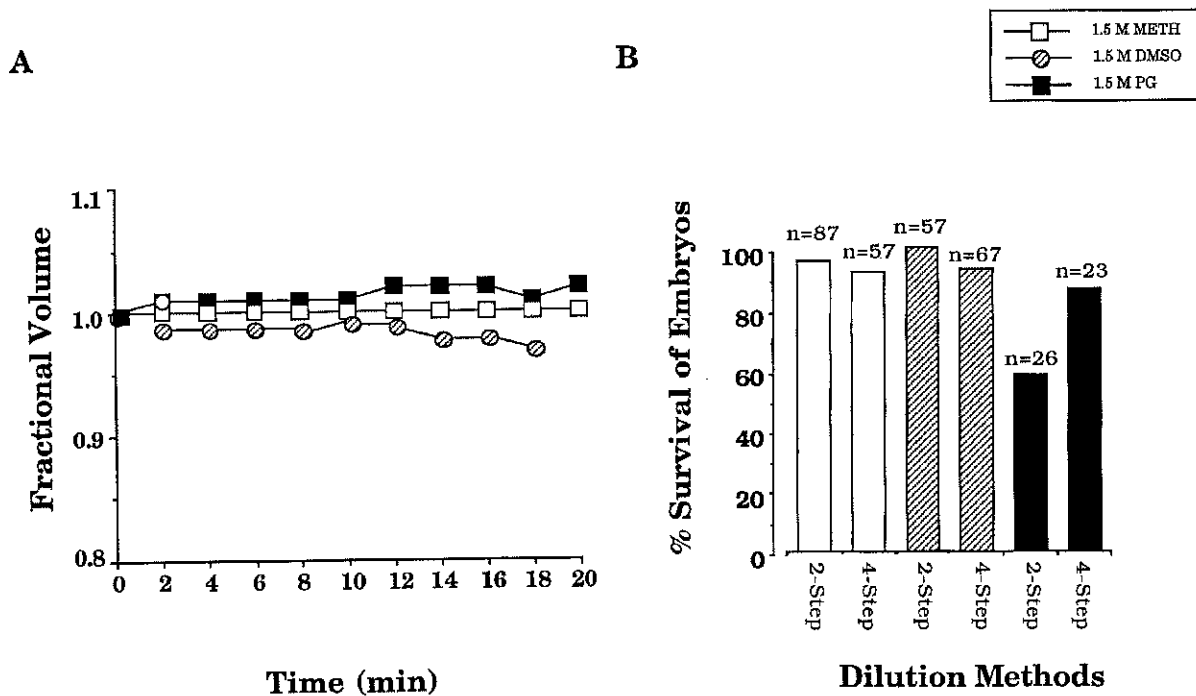 1.5 M METH
1.5 M DMSO
1.5 M PG
A
Fractional Volume
1.1
1.0
0.9
0.8
0 2 4 6 8 10 12 14 16 18 20
Time (min)
B
% Survival of Embryos
100
80
60
40
20
0
n=87
n=57
n=57
n=67
n=26
n=23
2-Step
4-Step
2-Step
4-Step
2-Step
4-Step
Dilution Methods